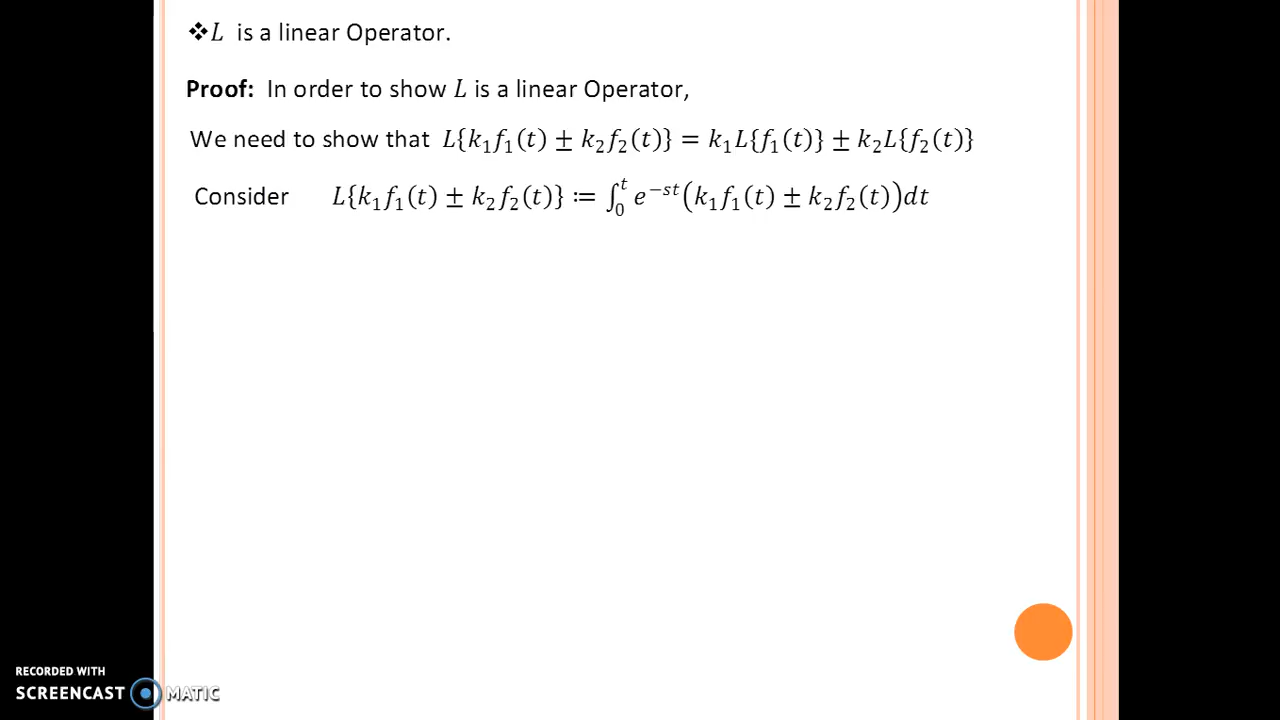 ❖L is a linear Operator.
Proof: In order to show L is a linear Operator,
We need to show that L{k₁f₁(t) ± k₂f₂(t)} = k₁L{f₁(t)} ± k₂L{f₂(t)}
Consider L{k₁f₁(t) ± k₂f₂(t)} ≔ ∫₀ᵗ e⁻ˢᵗ(k₁f₁(t) ± k₂f₂(t))dt
RECORDED WITH
SCREENCAST MATIC